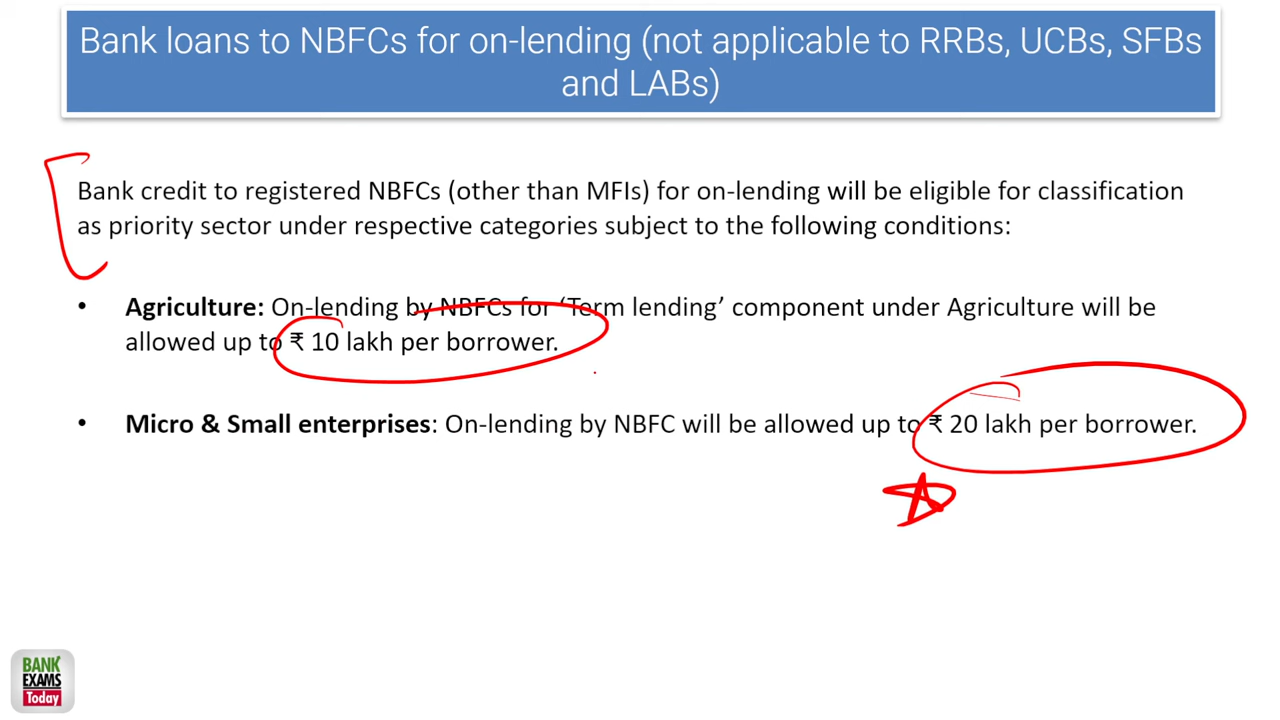 Bank loans to NBFCs for on-lending (not applicable to RRBs, UCBs, SFBs
and LABs)
Bank credit to registered NBFCs (other than MFIs) for on-lending will be eligible for classification
as priority sector under respective categories subject to the following conditions:
• Agriculture: On-lending by NBFCs for ‘Term lending’ component under Agriculture will be
allowed up to ₹ 10 lakh per borrower.
• Micro & Small enterprises: On-lending by NBFC will be allowed up to ₹ 20 lakh per borrower.
BANK
EXAMS
Today